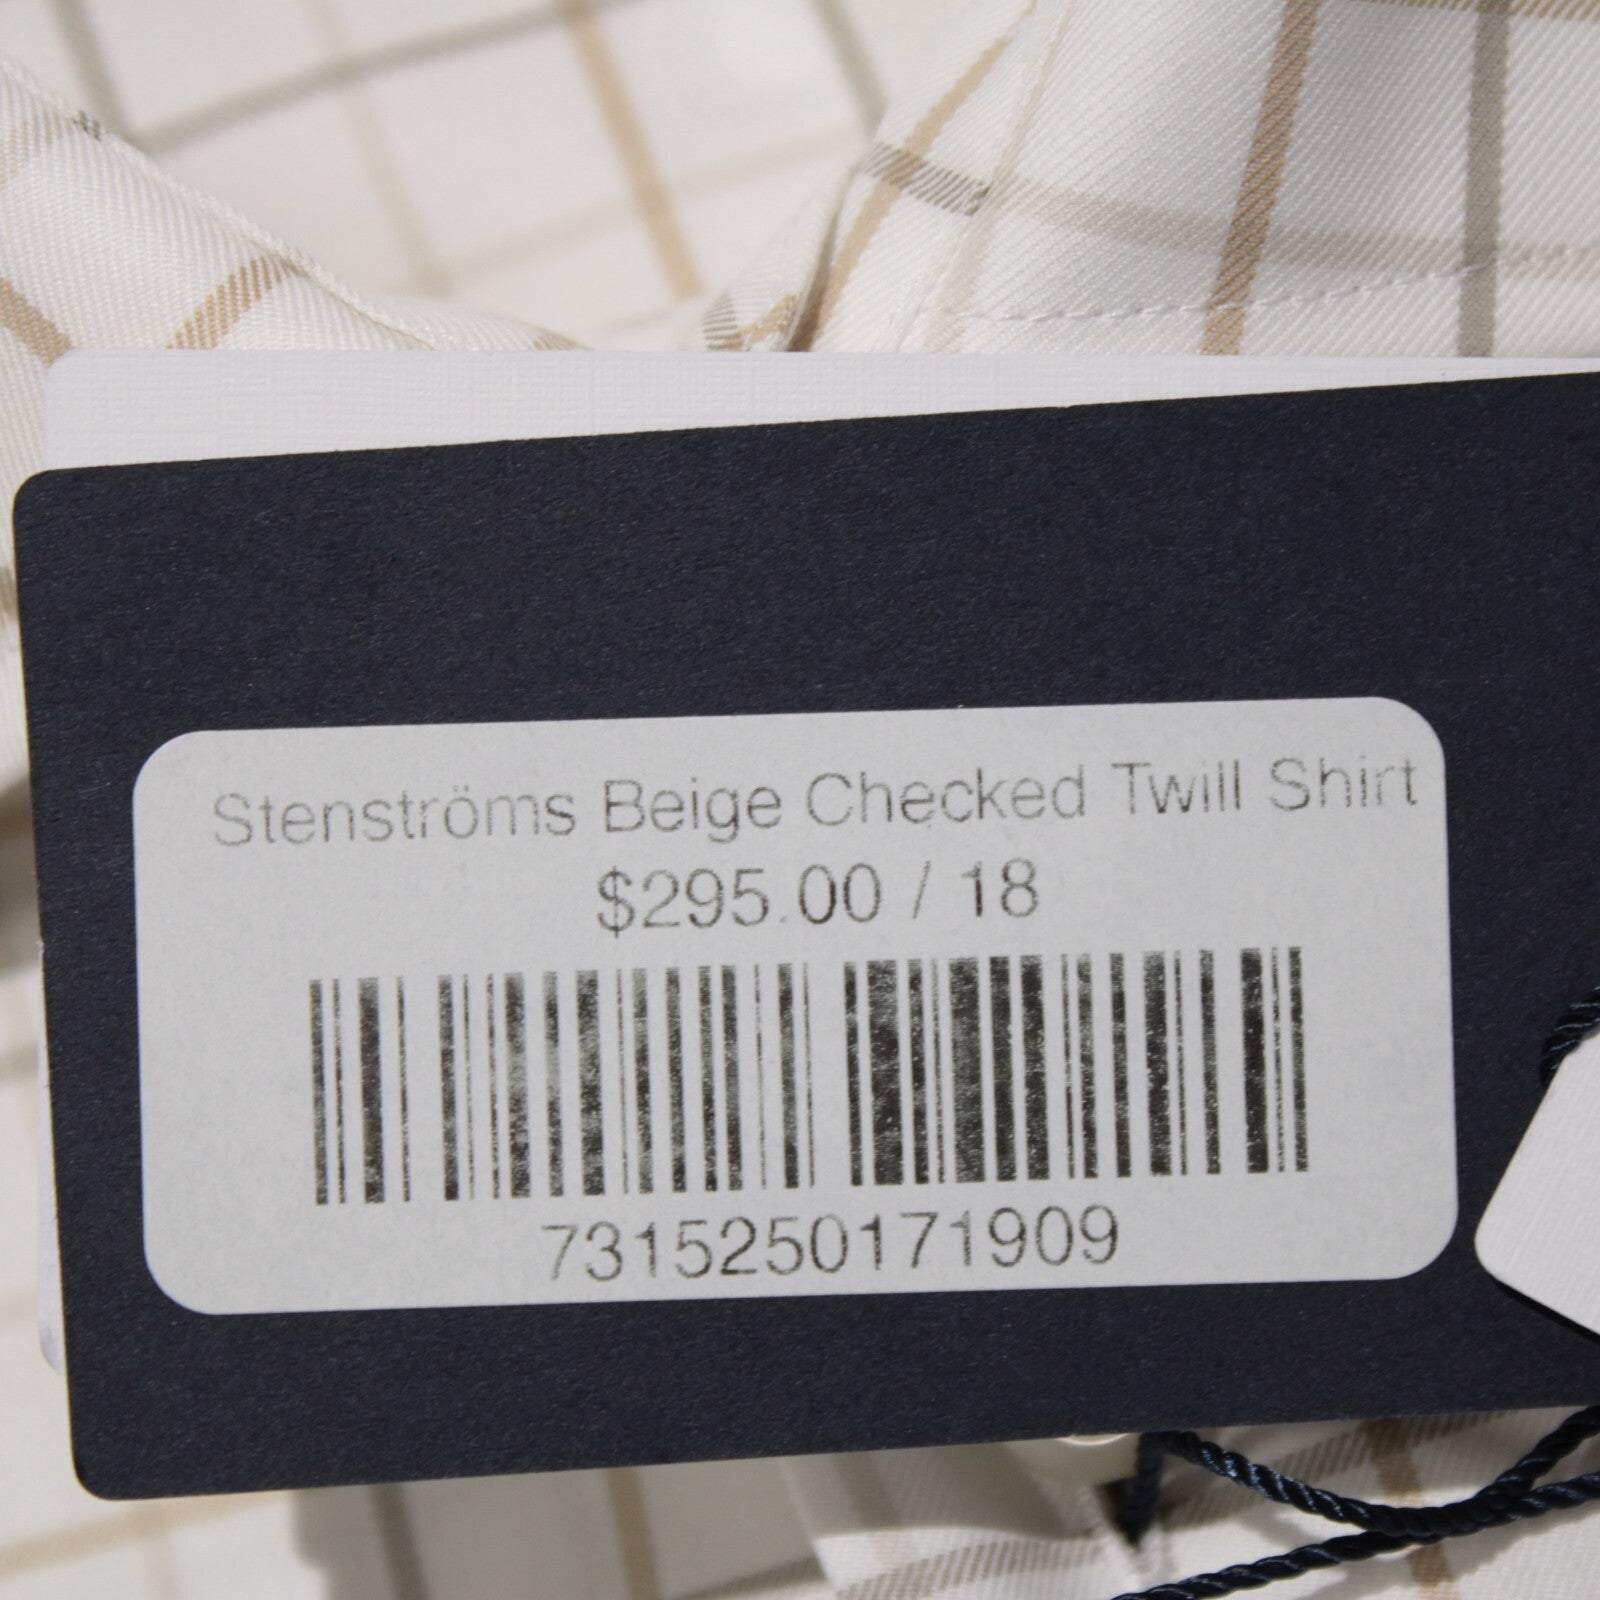 Stenströms Beige Checked Twill Shirt
$295.00 / 18
7315250171909